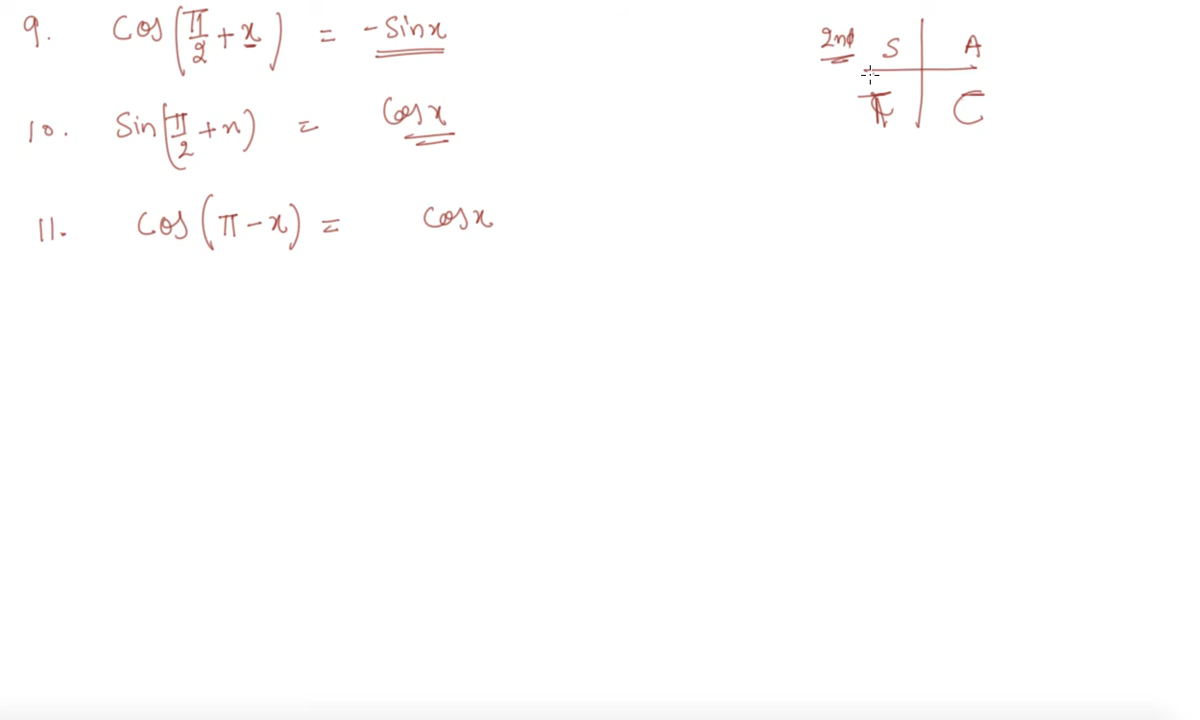 9. Cos(π/2 + x) = -Sinx
2nd S A
T C
10. Sin(π/2 + x) = Cosx
11. Cos(π - x) = Cosx